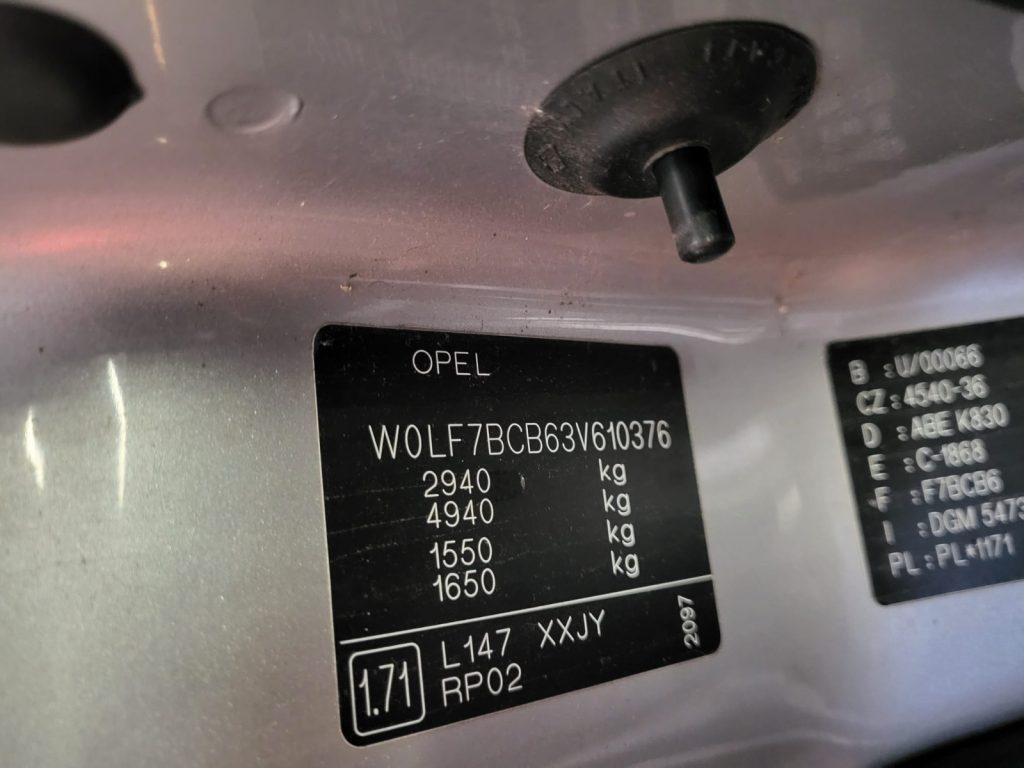 OPEL
W0LF7BCB63V610376
2940 kg
4940 kg
1550 kg
1650 kg
1.71
L147 XXJY
RP02
2097
B :U/00066
CZ:4540-36
D :ABE K830
E :C-1868
F :F7BCB6
I :DGM 5473
PL:PL*1171